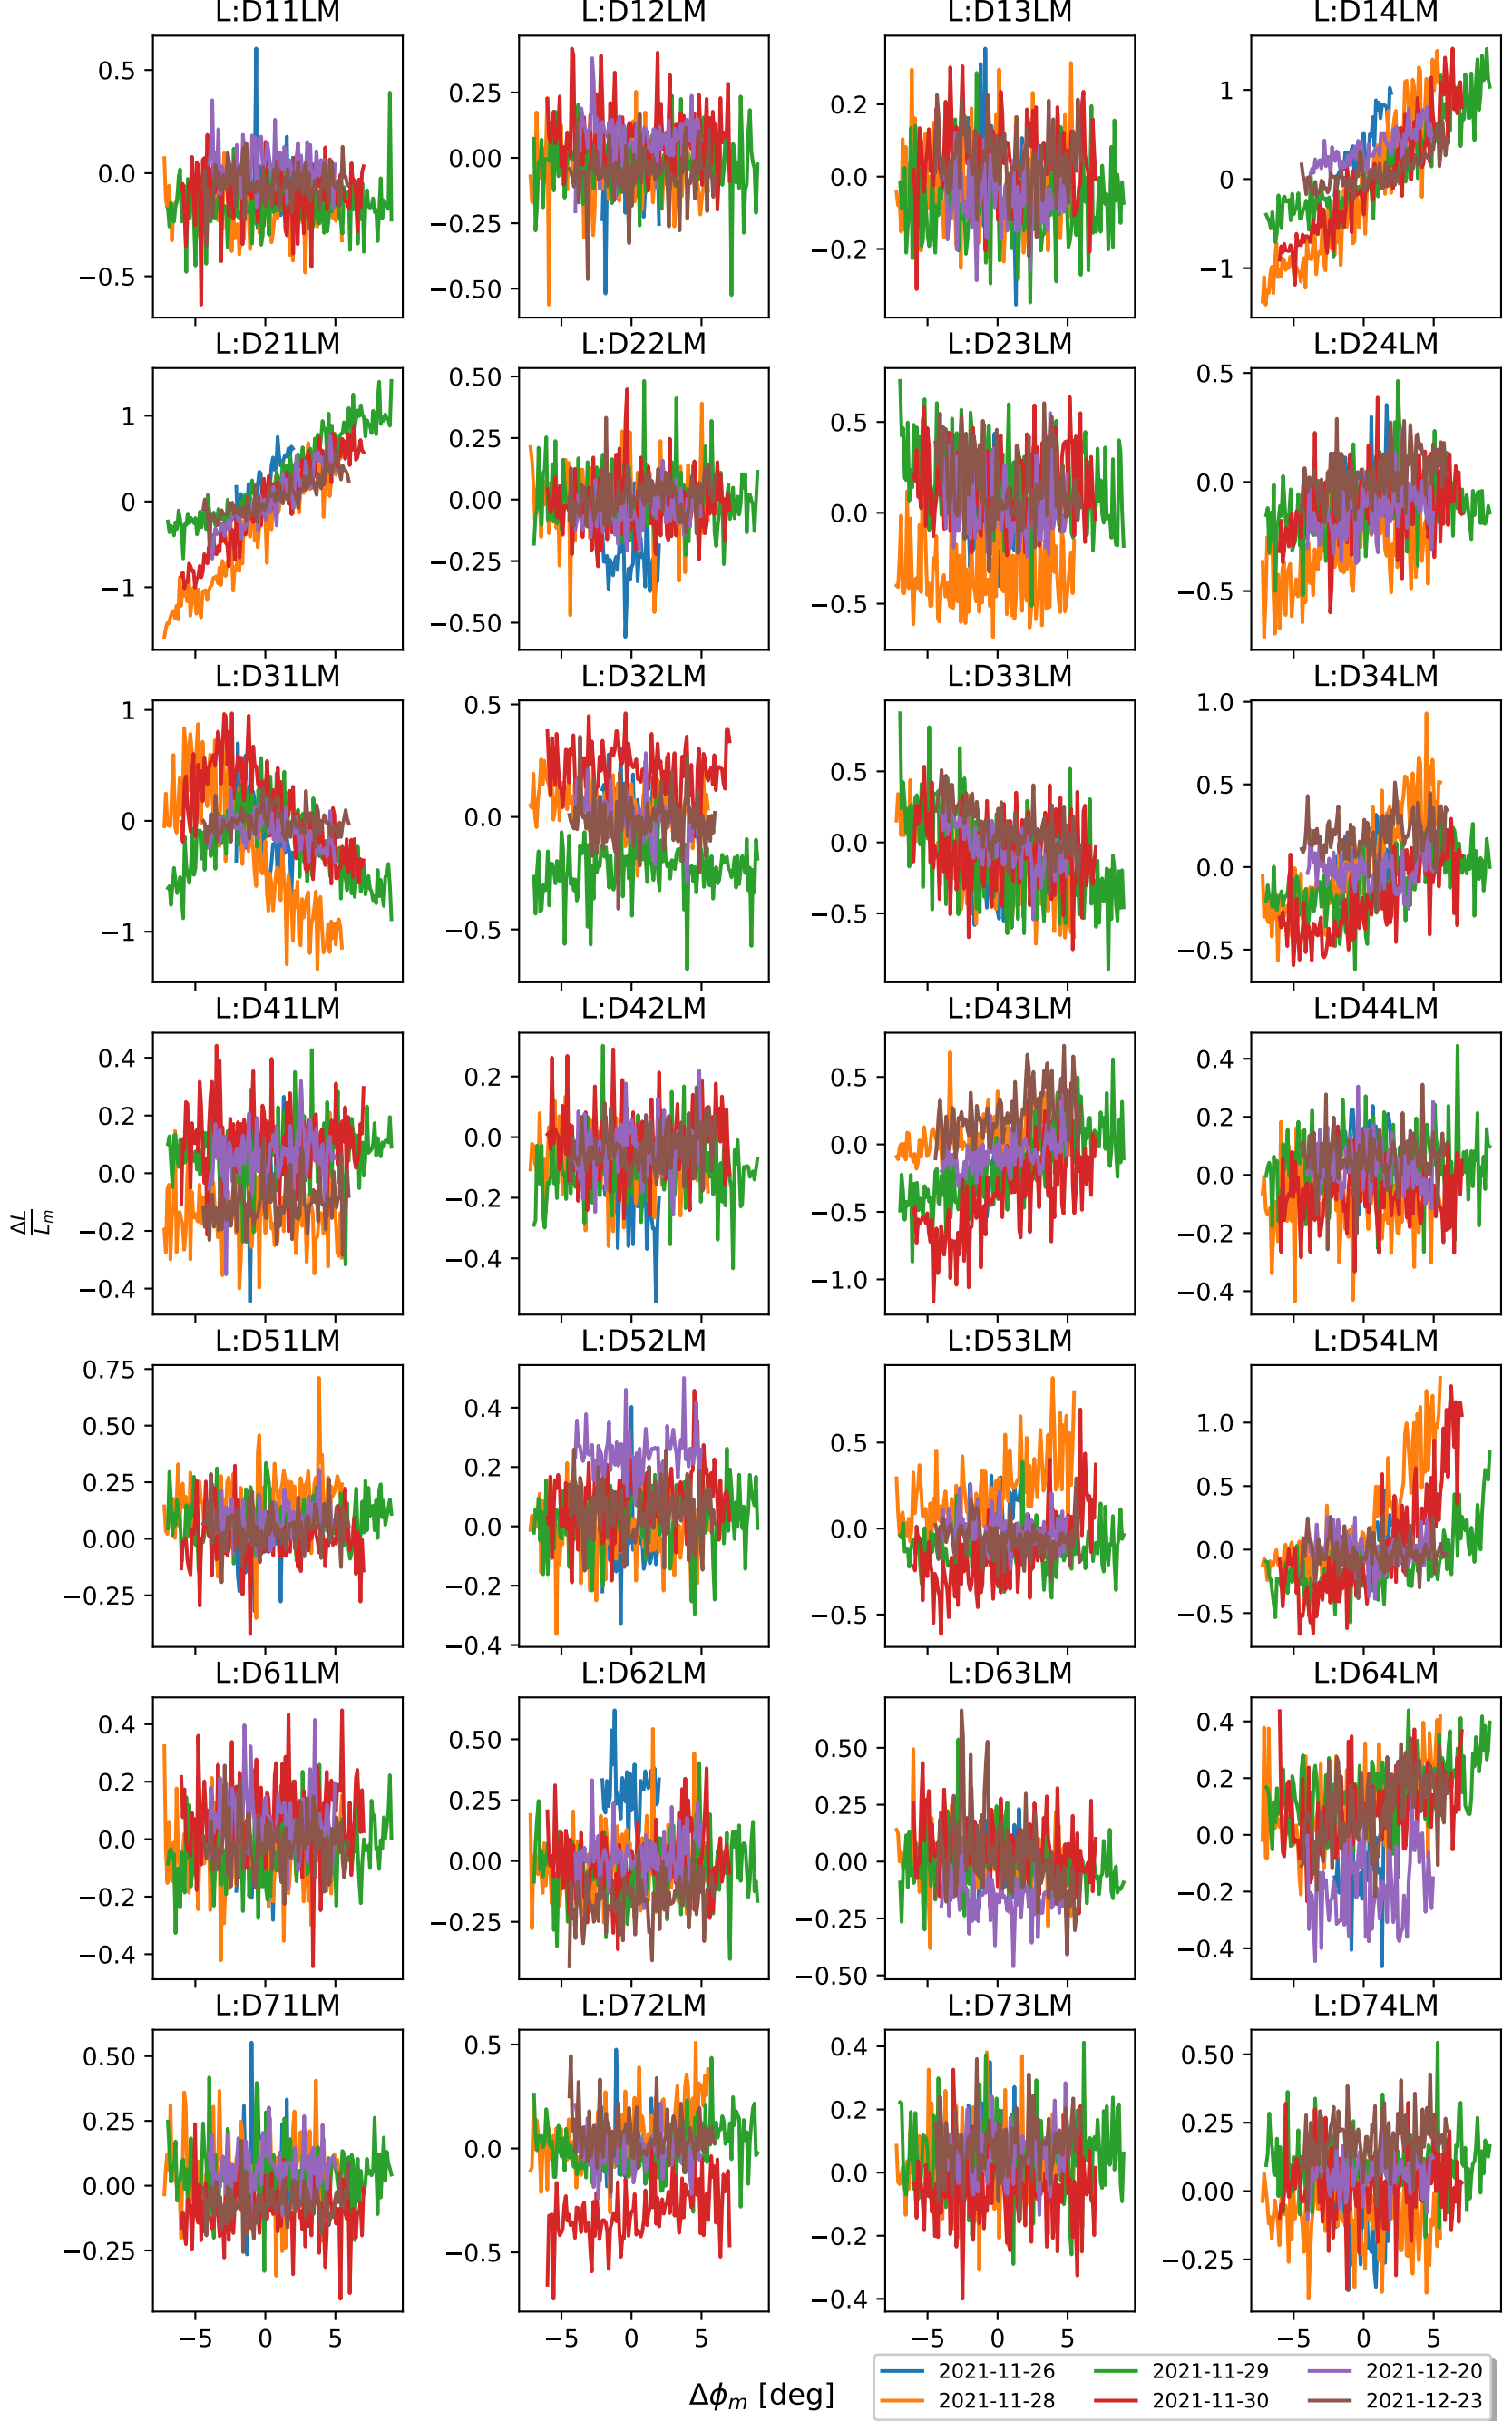 L:D11LM L:D12LM L:D13LM L:D14LM
0.5 0.0 −0.5
0.25 0.00 −0.25 −0.50
0.2 0.0 −0.2
1 0 −1
L:D21LM L:D22LM L:D23LM L:D24LM
1 0 −1
0.50 0.25 0.00 −0.25 −0.50
0.5 0.0 −0.5
0.5 0.0 −0.5
L:D31LM L:D32LM L:D33LM L:D34LM
1 0 −1
0.5 0.0 −0.5
0.5 0.0 −0.5
1.0 0.5 0.0 −0.5
L:D41LM L:D42LM L:D43LM L:D44LM
0.4 0.2 0.0 −0.2 −0.4
0.2 0.0 −0.2 −0.4
0.5 0.0 −0.5 −1.0
0.4 0.2 0.0 −0.2 −0.4
ΔL
L_m
L:D51LM L:D52LM L:D53LM L:D54LM
0.75 0.50 0.25 0.00 −0.25
0.4 0.2 0.0 −0.2 −0.4
0.5 0.0 −0.5
1.0 0.5 0.0 −0.5
L:D61LM L:D62LM L:D63LM L:D64LM
0.4 0.2 0.0 −0.2 −0.4
0.50 0.25 0.00 −0.25
0.50 0.25 0.00 −0.25 −0.50
0.4 0.2 0.0 −0.2 −0.4
L:D71LM L:D72LM L:D73LM L:D74LM
0.50 0.25 0.00 −0.25
0.5 0.0 −0.5
0.4 0.2 0.0 −0.2 −0.4
0.50 0.25 0.00 −0.25
−5 0 5 −5 0 5 −5 0 5 −5 0 5
Δϕ_m [deg]
2021-11-26 2021-11-29 2021-12-20
2021-11-28 2021-11-30 2021-12-23